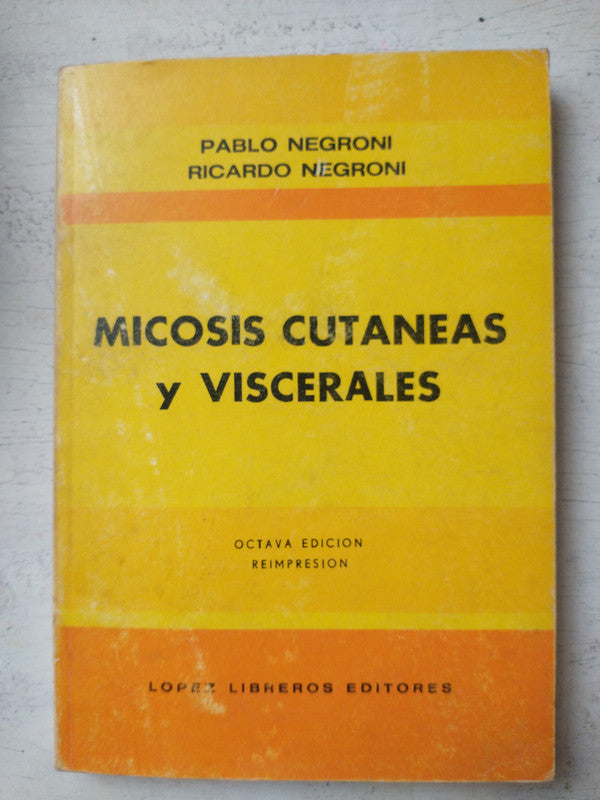 PABLO NEGRONI
RICARDO NEGRONI
MICOSIS CUTANEAS
y VISCERALES
OCTAVA EDICION
REIMPRESION
LOPEZ LIBREROS EDITORES